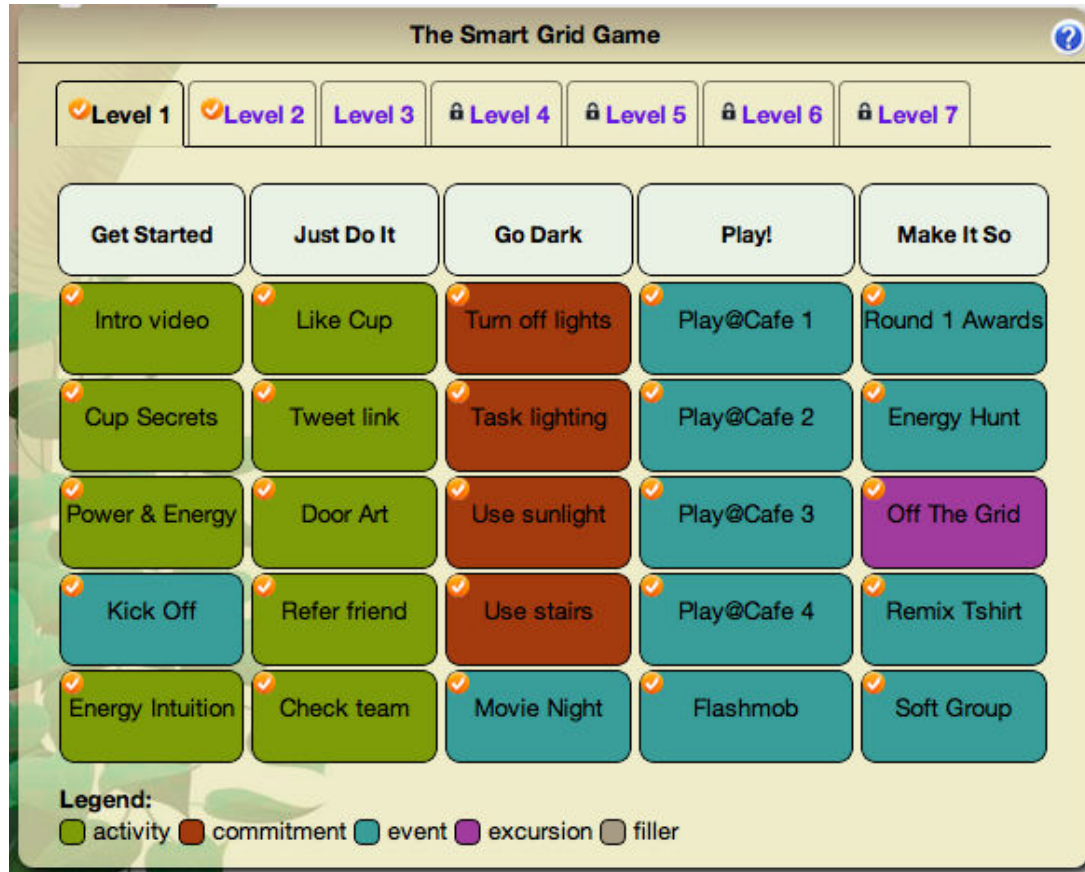 The Smart Grid Game
?
Level 1 Level 2 Level 3 Level 4 Level 5 Level 6 Level 7
Get Started Just Do It Go Dark Play! Make It So
Intro video Like Cup Turn off lights Play@Cafe 1 Round 1 Awards
Cup Secrets Tweet link Task lighting Play@Cafe 2 Energy Hunt
Power & Energy Door Art Use sunlight Play@Cafe 3 Off The Grid
Kick Off Refer friend Use stairs Play@Cafe 4 Remix Tshirt
Energy Intuition Check team Movie Night Flashmob Soft Group
Legend:
activity commitment event excursion filler